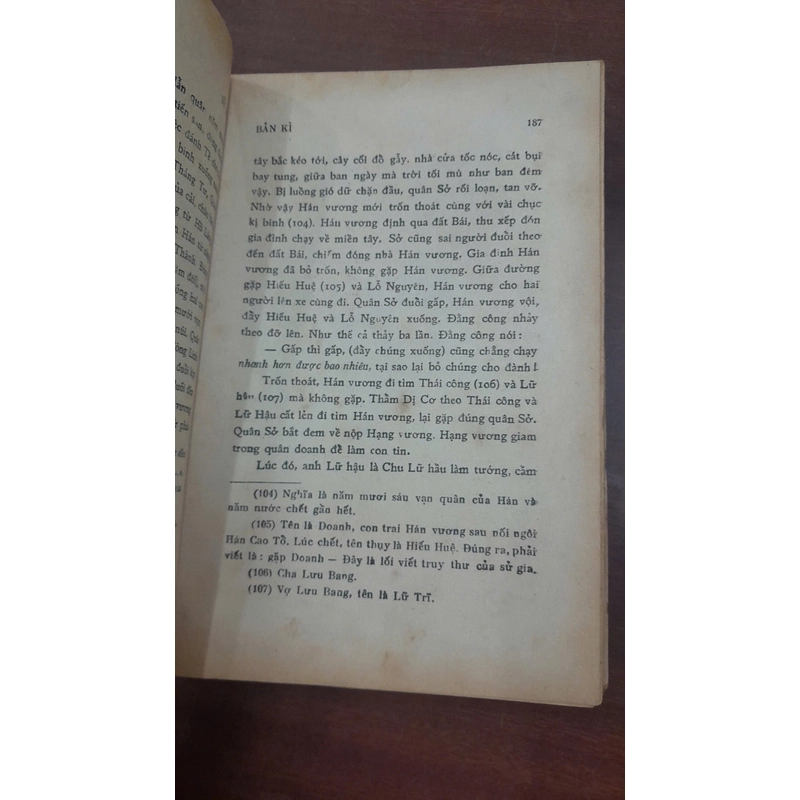 BẢN KỈ 187
tây bắc kéo tới, cây cối đồ gẫy. nhà cửa tốc nóc, cát bụi
bay tung, giữa ban ngày mà trời tối mù như ban đêm
vậy. Bị luồng gió dữ chặn đầu, quân Sở rối loạn, tan vỡ.
Nhờ vậy Hán vương mới trốn thoát cùng với vài chục
kị binh (104). Hán vương định qua đất Bái, thu xếp đón
gia đình chạy về miền tây. Sở cũng sai người đuổi theo
đến đất Bái, chiếm đóng nhà Hán vương. Gia đình Hán
vương đã bỏ trốn, không gặp Hán vương. Giữa đường
gặp Hiếu Huệ (105) và Lỗ Nguyên, Hán vương cho hai
người lên xe cùng đi. Quân Sở đuổi gấp, Hán vương vội,
đẩy Hiếu Huệ và Lỗ Nguyên xuống. Đằng công nhảy
theo đỡ lên. Như thế cả thảy ba lần. Đằng công nói :
— Gấp thì gấp, (đẩy chúng xuống) cũng chẳng chạy
nhanh hơn được bao nhiêu, tại sao lại bỏ chúng cho đành !
Trốn thoát, Hán vương đi tìm Thái công (106) và Lữ
hậu (107) mà không gặp. Thẩm Dị Cơ theo Thái công và
Lữ Hậu cất lẻn đi tìm Hán vương, lại gặp đúng quân Sở.
Quân Sở bắt đem về nộp Hạng vương. Hạng vương giam
trong quân doanh để làm con tin.
Lúc đó, anh Lữ hậu là Chu Lữ hầu làm tướng, cầm
(104) Nghĩa là năm mươi sáu vạn quân của Hán và
năm nước chết gần hết.
(105) Tên là Doanh, con trai Hán vương sau nối ngôi
Hán Cao Tổ. Lúc chết, tên thụy là Hiếu Huệ. Đúng ra, phải
viết là : gặp Doanh — Đây là lối viết truy thư của sử gia.
(106) Cha Lưu Bang.
(107) Vợ Lưu Bang, tên là Lữ Trĩ.